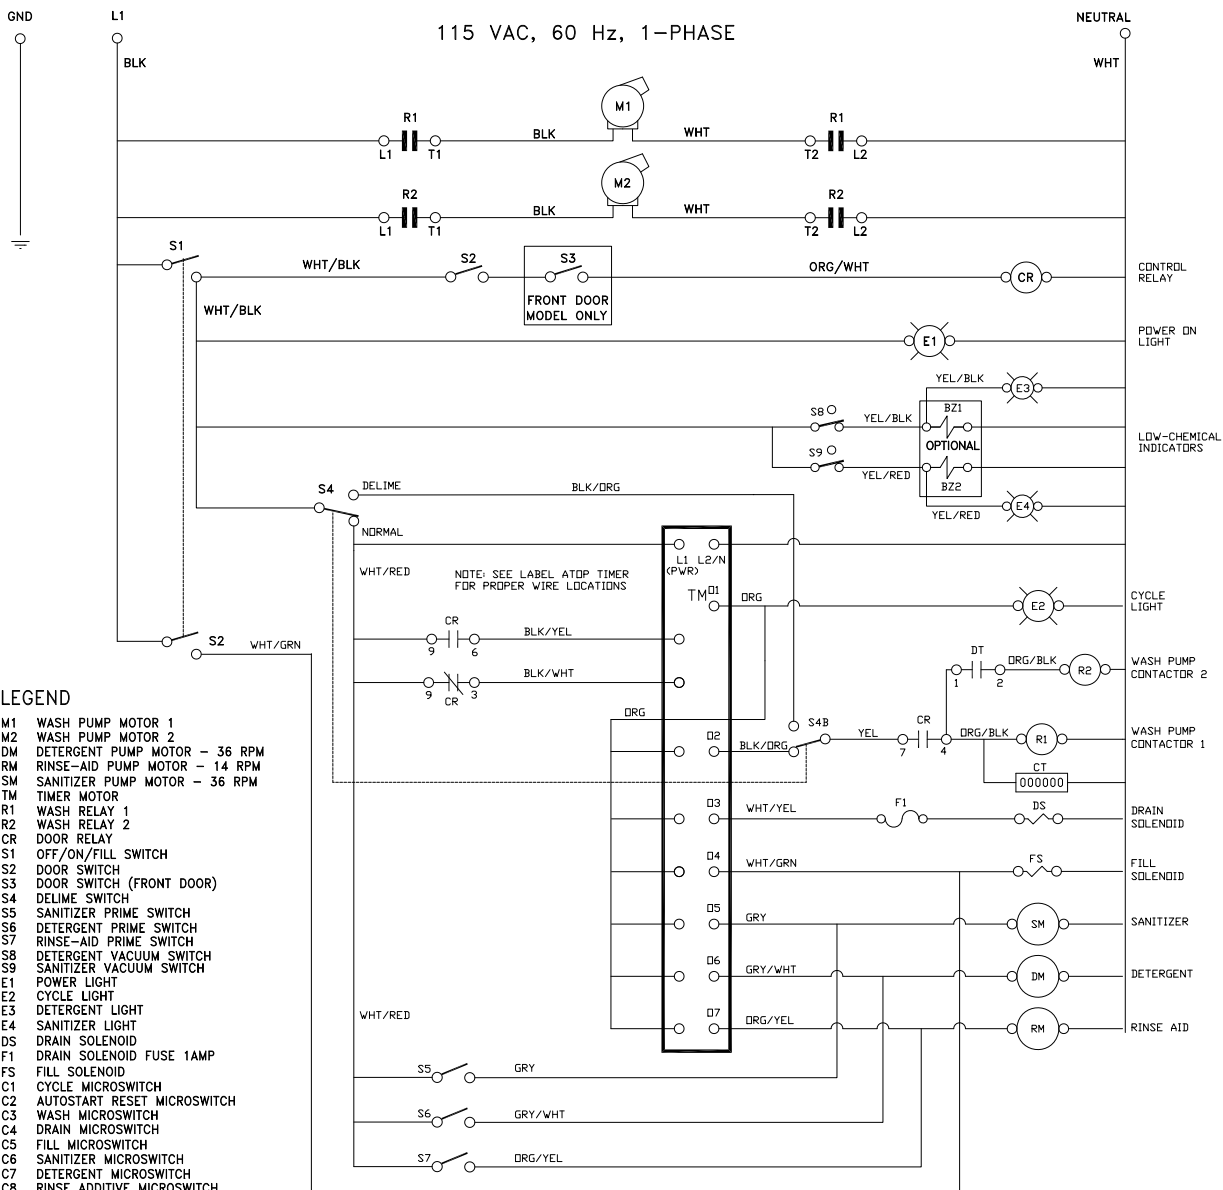 GND
L1
115 VAC, 60 Hz, 1-PHASE
NEUTRAL
BLK
WHT
M1
R1
R1
BLK
WHT
L1
T1
T2
L2
M2
R2
R2
BLK
WHT
L1
T1
T2
L2
S1
WHT/BLK
S2
S3
ORG/WHT
CR
CONTROL
RELAY
FRONT DOOR
MODEL ONLY
WHT/BLK
E1
POWER ON
LIGHT
YEL/BLK
E3
S8
YEL/BLK
BZ1
OPTIONAL
LOW-CHEMICAL
INDICATORS
S9
YEL/RED
BZ2
YEL/RED
E4
S4
DELIME
BLK/ORG
NORMAL
L1
L2/N
(PWR)
WHT/RED
NOTE: SEE LABEL ATOP TIMER
FOR PROPER WIRE LOCATIONS
TM
O1
ORG
E2
CYCLE
LIGHT
CR
9
6
BLK/YEL
S2
WHT/GRN
BLK/WHT
9
CR
3
DT
1
2
ORG/BLK
R2
WASH PUMP
CONTACTOR 2
ORG
O2
BLK/ORG
S4B
YEL
CR
7
4
ORG/BLK
R1
WASH PUMP
CONTACTOR 1
CT
000000
O3
WHT/YEL
F1
DS
DRAIN
SOLENOID
O4
WHT/GRN
FS
FILL
SOLENOID
O5
GRY
SM
SANITIZER
O6
GRY/WHT
DM
DETERGENT
O7
ORG/YEL
RM
RINSE AID
WHT/RED
S5
GRY
S6
GRY/WHT
S7
ORG/YEL
LEGEND
M1 WASH PUMP MOTOR 1
M2 WASH PUMP MOTOR 2
DM DETERGENT PUMP MOTOR - 36 RPM
RM RINSE-AID PUMP MOTOR - 14 RPM
SM SANITIZER PUMP MOTOR - 36 RPM
TM TIMER MOTOR
R1 WASH RELAY 1
R2 WASH RELAY 2
CR DOOR RELAY
S1 OFF/ON/FILL SWITCH
S2 DOOR SWITCH
S3 DOOR SWITCH (FRONT DOOR)
S4 DELIME SWITCH
S5 SANITIZER PRIME SWITCH
S6 DETERGENT PRIME SWITCH
S7 RINSE-AID PRIME SWITCH
S8 DETERGENT VACUUM SWITCH
S9 SANITIZER VACUUM SWITCH
E1 POWER LIGHT
E2 CYCLE LIGHT
E3 DETERGENT LIGHT
E4 SANITIZER LIGHT
DS DRAIN SOLENOID
F1 DRAIN SOLENOID FUSE 1AMP
FS FILL SOLENOID
C1 CYCLE MICROSWITCH
C2 AUTOSTART RESET MICROSWITCH
C3 WASH MICROSWITCH
C4 DRAIN MICROSWITCH
C5 FILL MICROSWITCH
C6 SANITIZER MICROSWITCH
C7 DETERGENT MICROSWITCH
C8 RINSE ADDITIVE MICROSWITCH